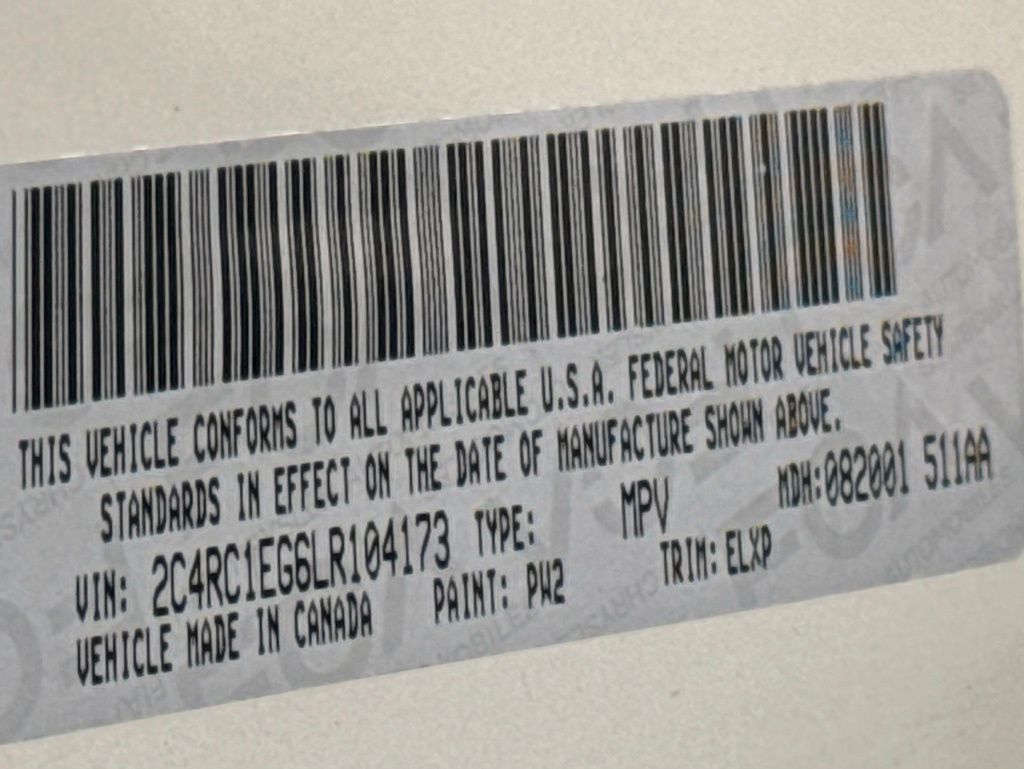 THIS VEHICLE CONFORMS TO ALL APPLICABLE U.S.A. FEDERAL MOTOR VEHICLE SAFETY
STANDARDS IN EFFECT ON THE DATE OF MANUFACTURE SHOWN ABOVE.
VIN: 2C4RC1EG6LR104173 TYPE: MPV MDH:082001 511AA
VEHICLE MADE IN CANADA PAINT: PW2 TRIM: ELXP